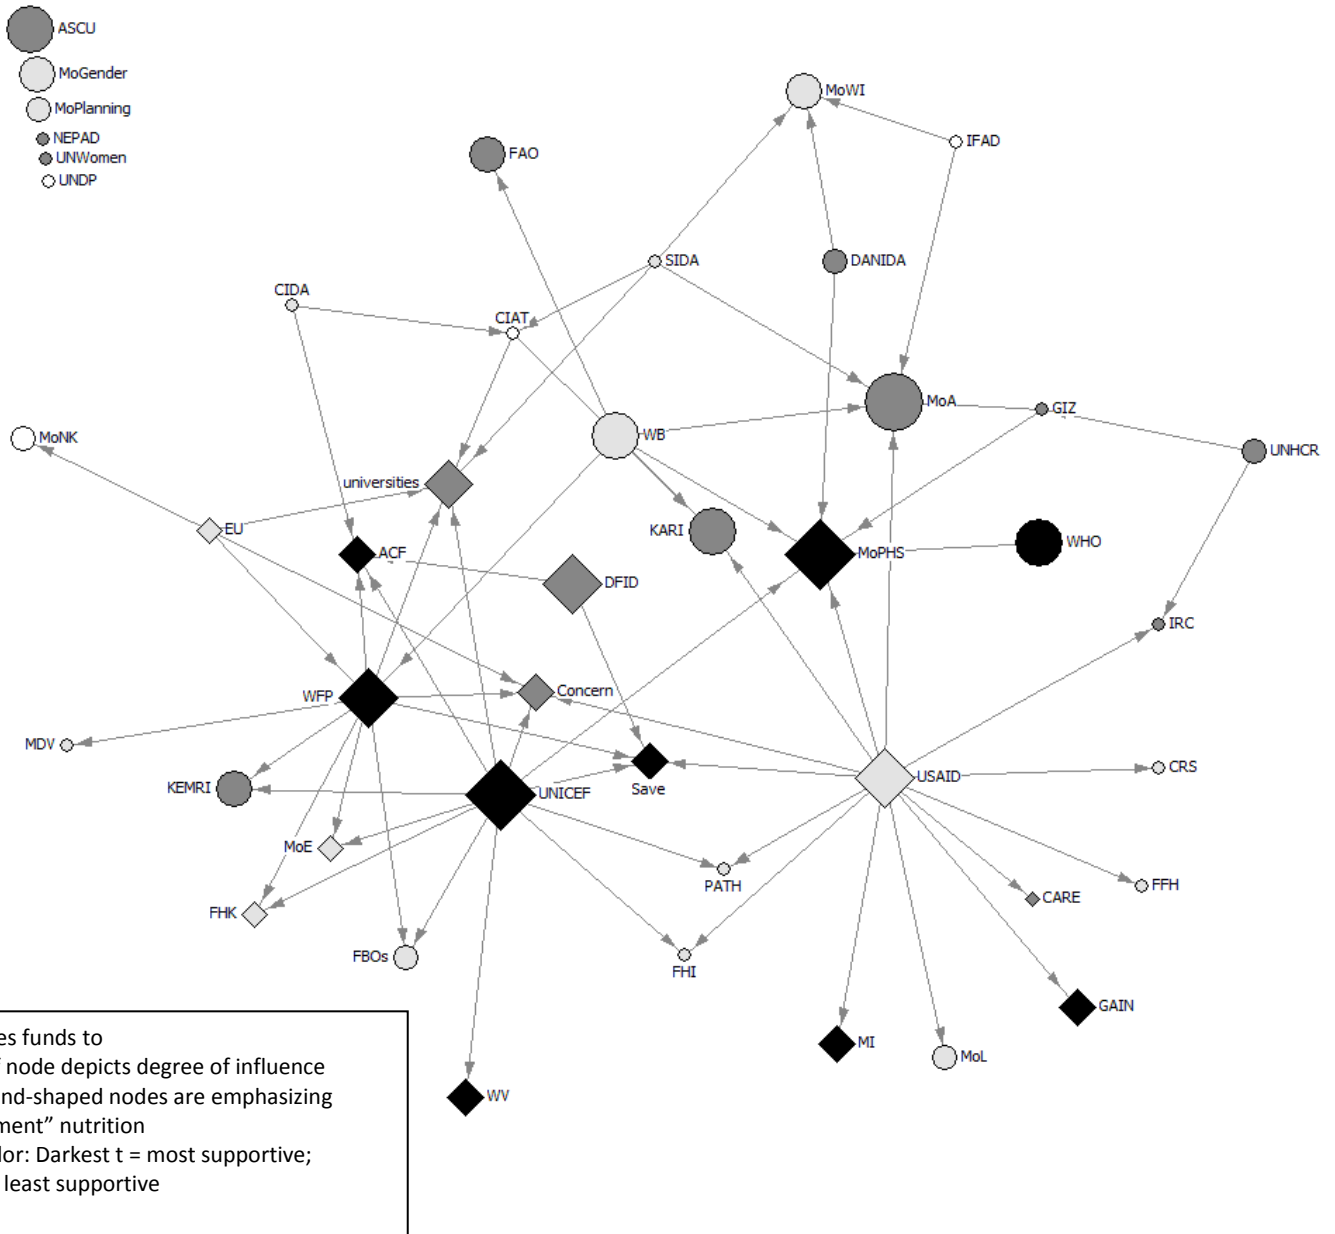 ASCU
MoGender
MoPlanning
NEPAD
UNWomen
UNDP
MoWI
IFAD
FAO
SIDA
DANIDA
CIDA
CIAT
MoA
GIZ
MoNK
WB
UNHCR
universities
EU
KARI
ACF
MoPHS
WHO
DFID
IRC
WFP
Concern
MDV
CRS
KEMRI
UNICEF
Save
USAID
MoE
PATH
FFH
CARE
FHK
FBOs
FHI
GAIN
MI
MoL
WV
es funds to
node depicts degree of influence
nd-shaped nodes are emphasizing
ment” nutrition
lor: Darkest t = most supportive;
least supportive